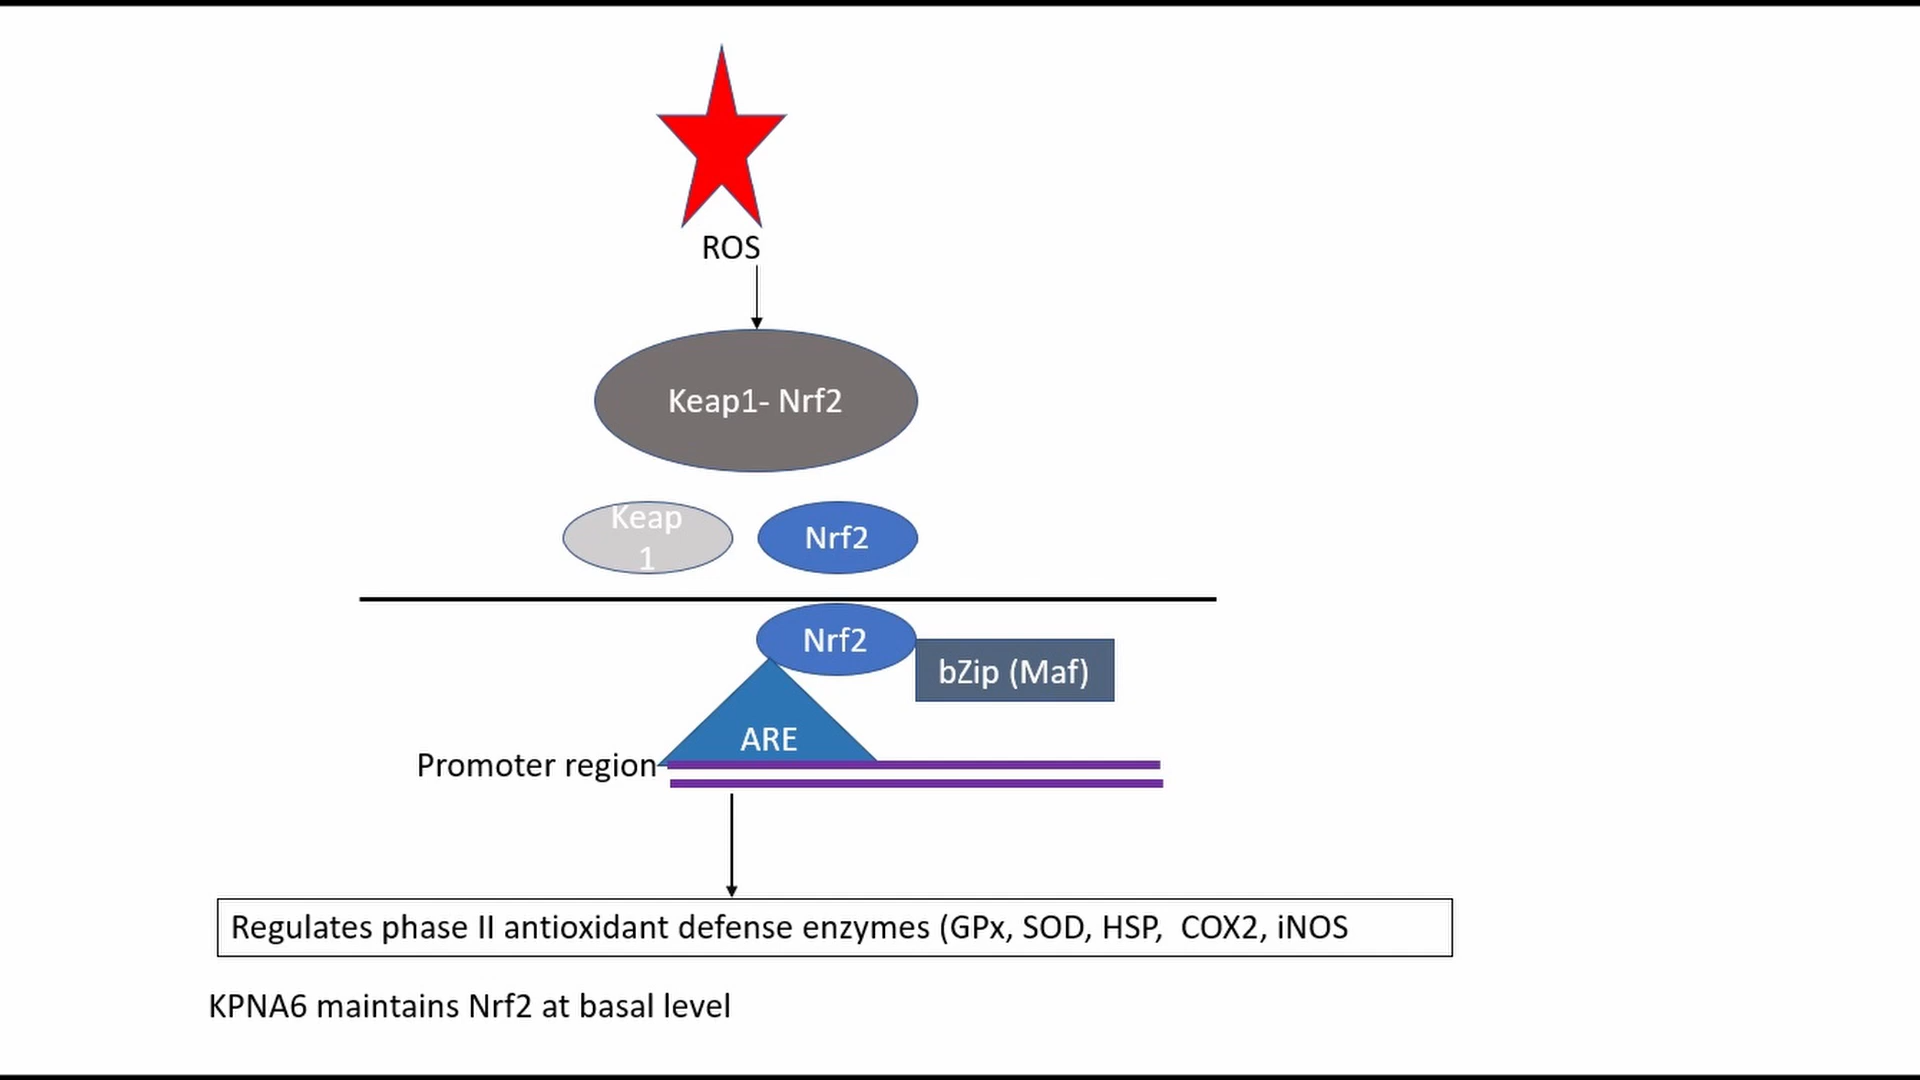 ROS
Keap1- Nrf2
Keap
1
Nrf2
Nrf2
bZip (Maf)
ARE
Promoter region
Regulates phase II antioxidant defense enzymes (GPx, SOD, HSP,  COX2, iNOS
KPNA6 maintains Nrf2 at basal level